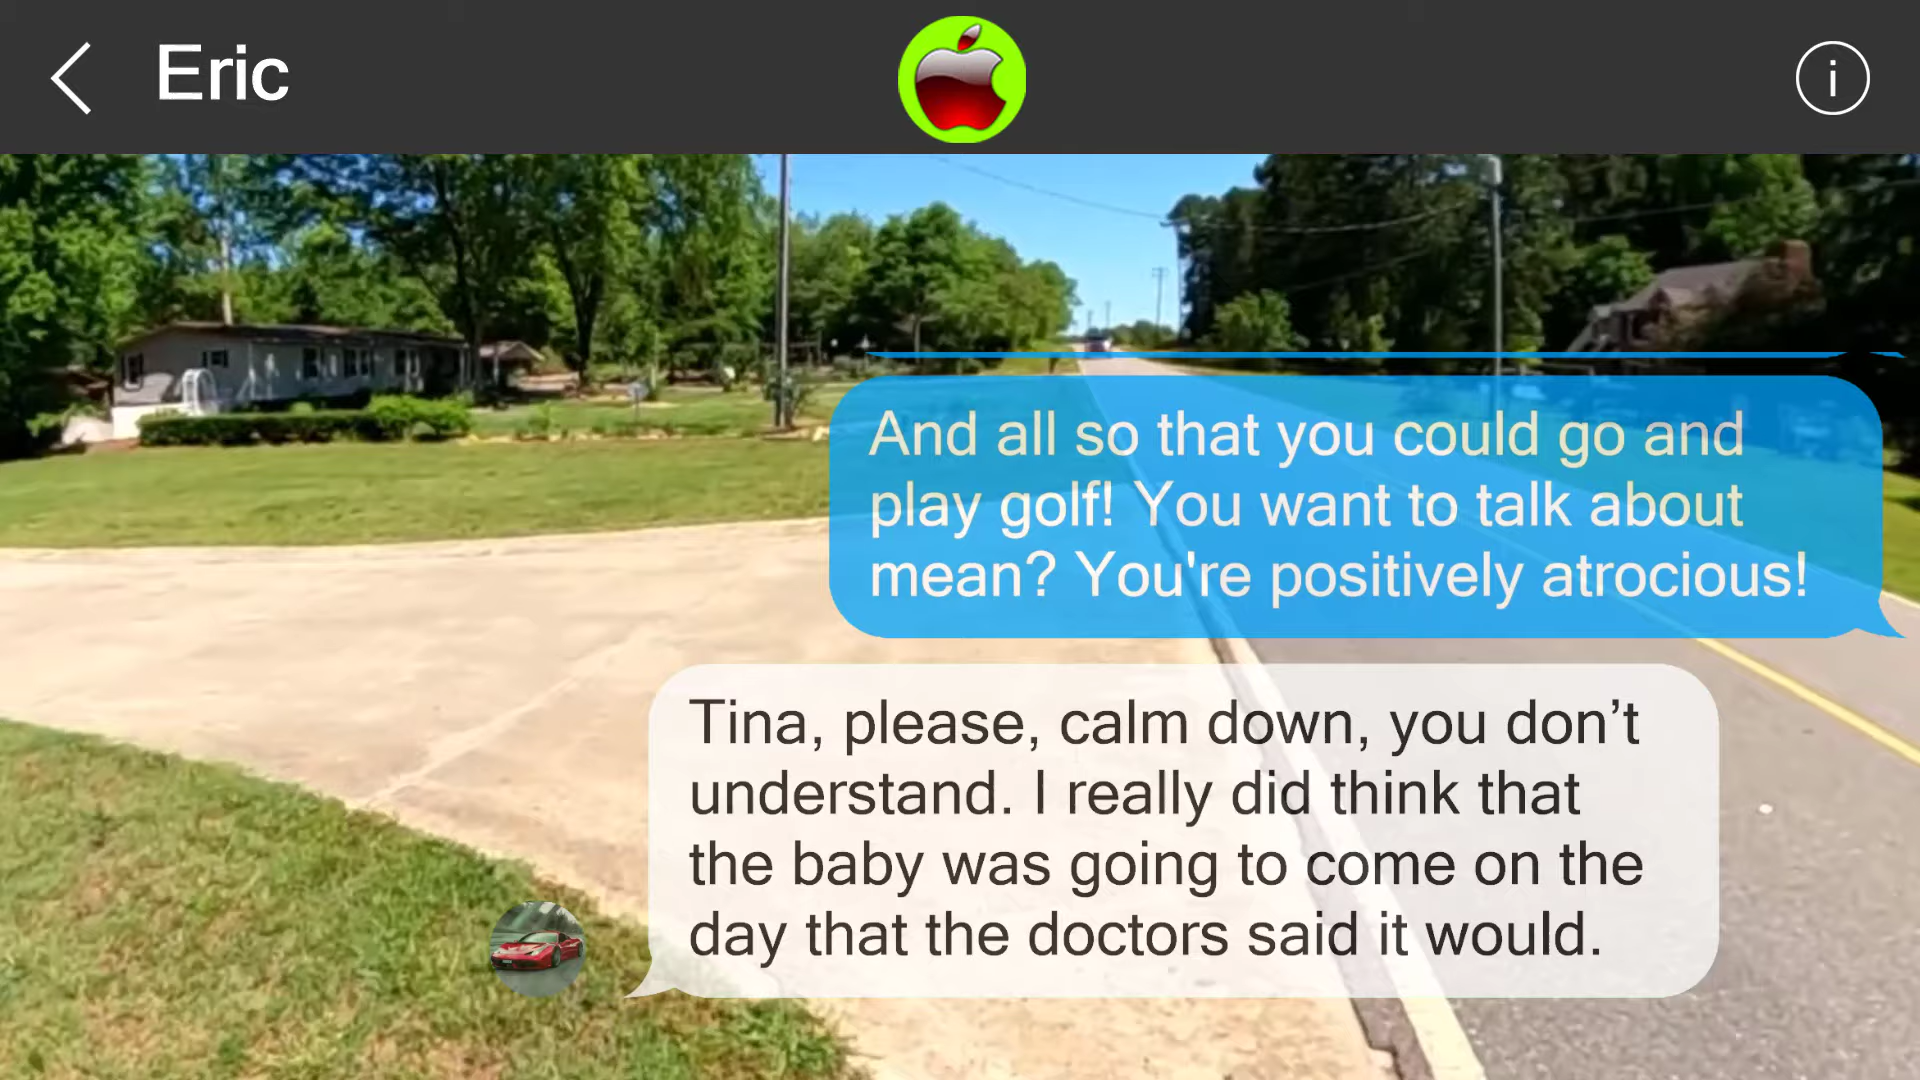 Eric
i
And all so that you could go and
play golf! You want to talk about
mean? You're positively atrocious!
Tina, please, calm down, you don’t
understand. I really did think that
the baby was going to come on the
day that the doctors said it would.